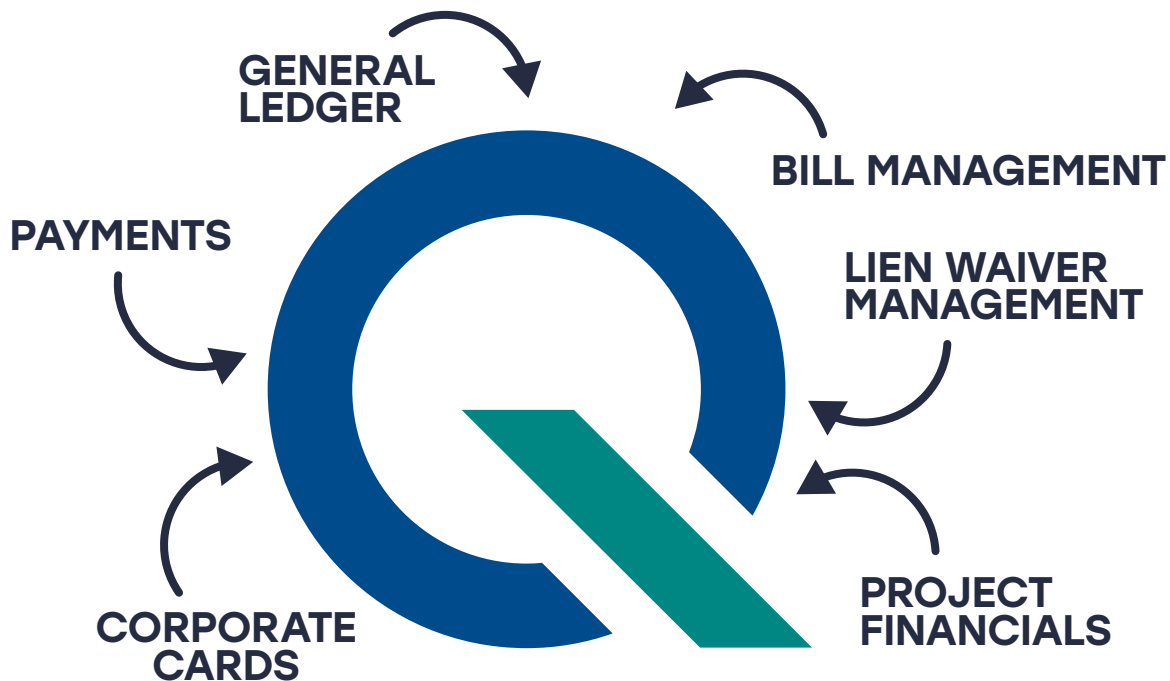 GENERAL
LEDGER
BILL MANAGEMENT
PAYMENTS
LIEN WAIVER
MANAGEMENT
PROJECT
FINANCIALS
CORPORATE
CARDS